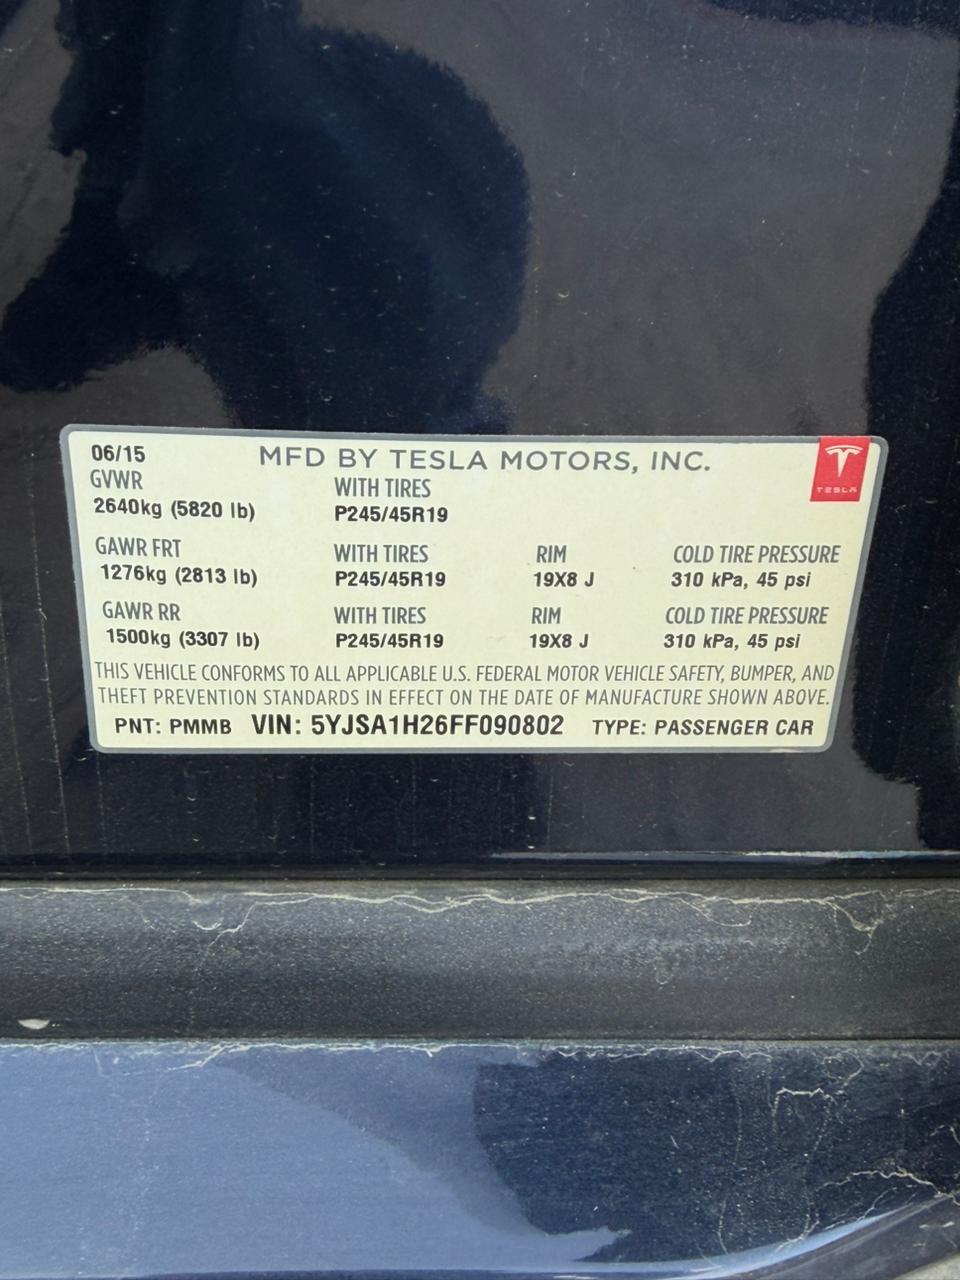 06/15 MFD BY TESLA MOTORS, INC.
TESLA
GVWR WITH TIRES
2640kg (5820 lb) P245/45R19
GAWR FRT WITH TIRES RIM COLD TIRE PRESSURE
1276kg (2813 lb) P245/45R19 19X8 J 310 kPa, 45 psi
GAWR RR WITH TIRES RIM COLD TIRE PRESSURE
1500kg (3307 lb) P245/45R19 19X8 J 310 kPa, 45 psi
THIS VEHICLE CONFORMS TO ALL APPLICABLE U.S. FEDERAL MOTOR VEHICLE SAFETY, BUMPER, AND
THEFT PREVENTION STANDARDS IN EFFECT ON THE DATE OF MANUFACTURE SHOWN ABOVE.
PNT: PMMB VIN: 5YJSA1H26FF090802 TYPE: PASSENGER CAR